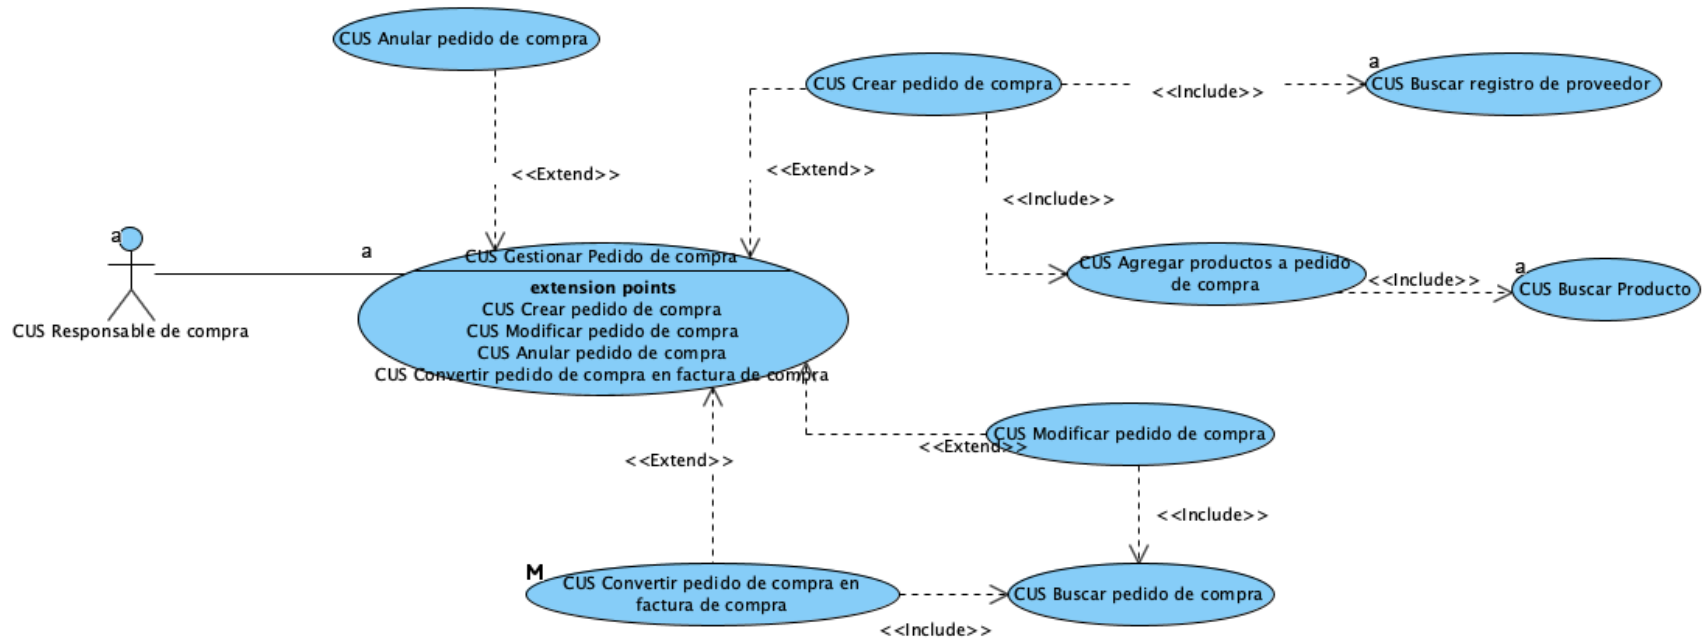 CUS Anular pedido de compra
<<Extend>>
CUS Crear pedido de compra
<<Extend>>
<<Include>>
a
CUS Buscar registro de proveedor
<<Include>>
a
CUS Responsable de compra
a
CUS Gestionar Pedido de compra
extension points
CUS Crear pedido de compra
CUS Modificar pedido de compra
CUS Anular pedido de compra
CUS Convertir pedido de compra en factura de compra
CUS Agregar productos a pedido
de compra
<<Include>>
a
CUS Buscar Producto
<<Extend>>
CUS Modificar pedido de compra
<<Extend>>
<<Include>>
M
CUS Convertir pedido de compra en
factura de compra
<<Include>>
CUS Buscar pedido de compra